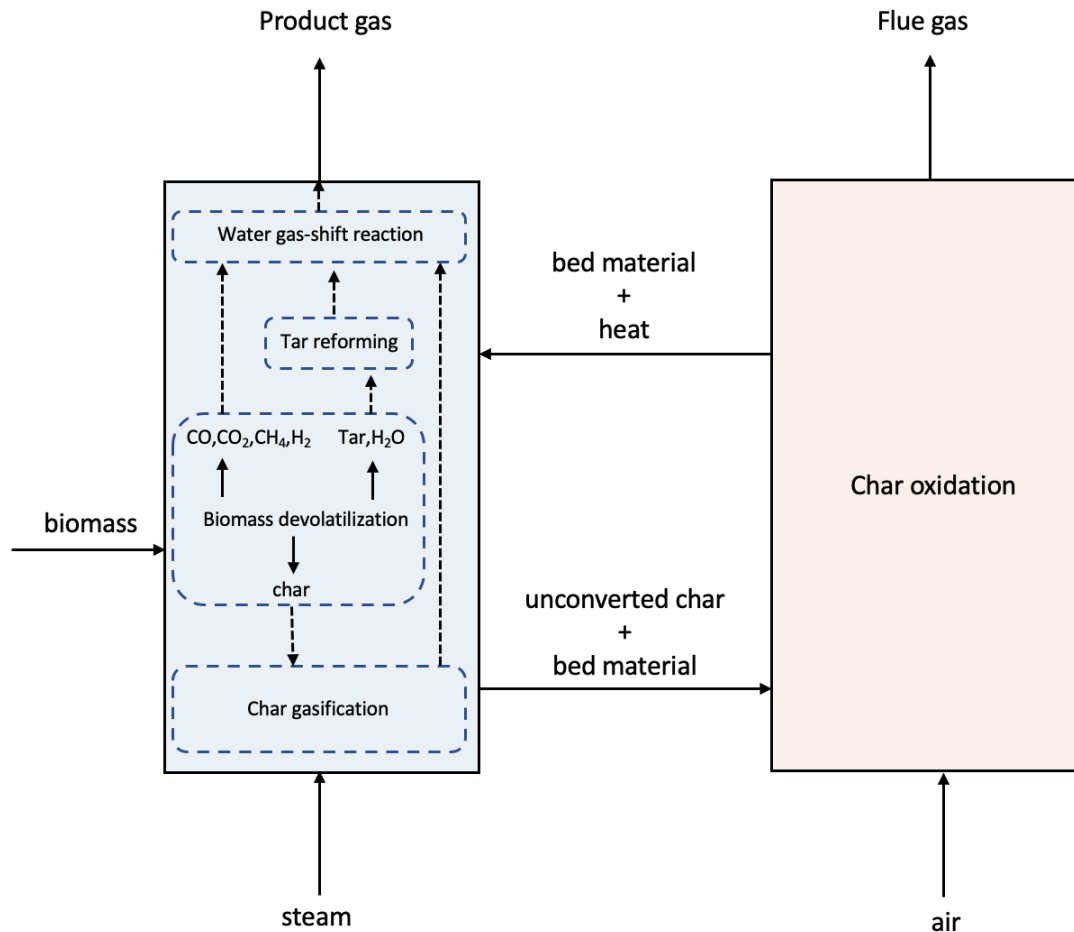 Product gas
Flue gas
Water gas-shift reaction
bed material
+
heat
Tar reforming
CO,CO₂,CH₄,H₂
Tar,H₂O
Char oxidation
Biomass devolatilization
biomass
char
unconverted char
+
bed material
Char gasification
steam
air